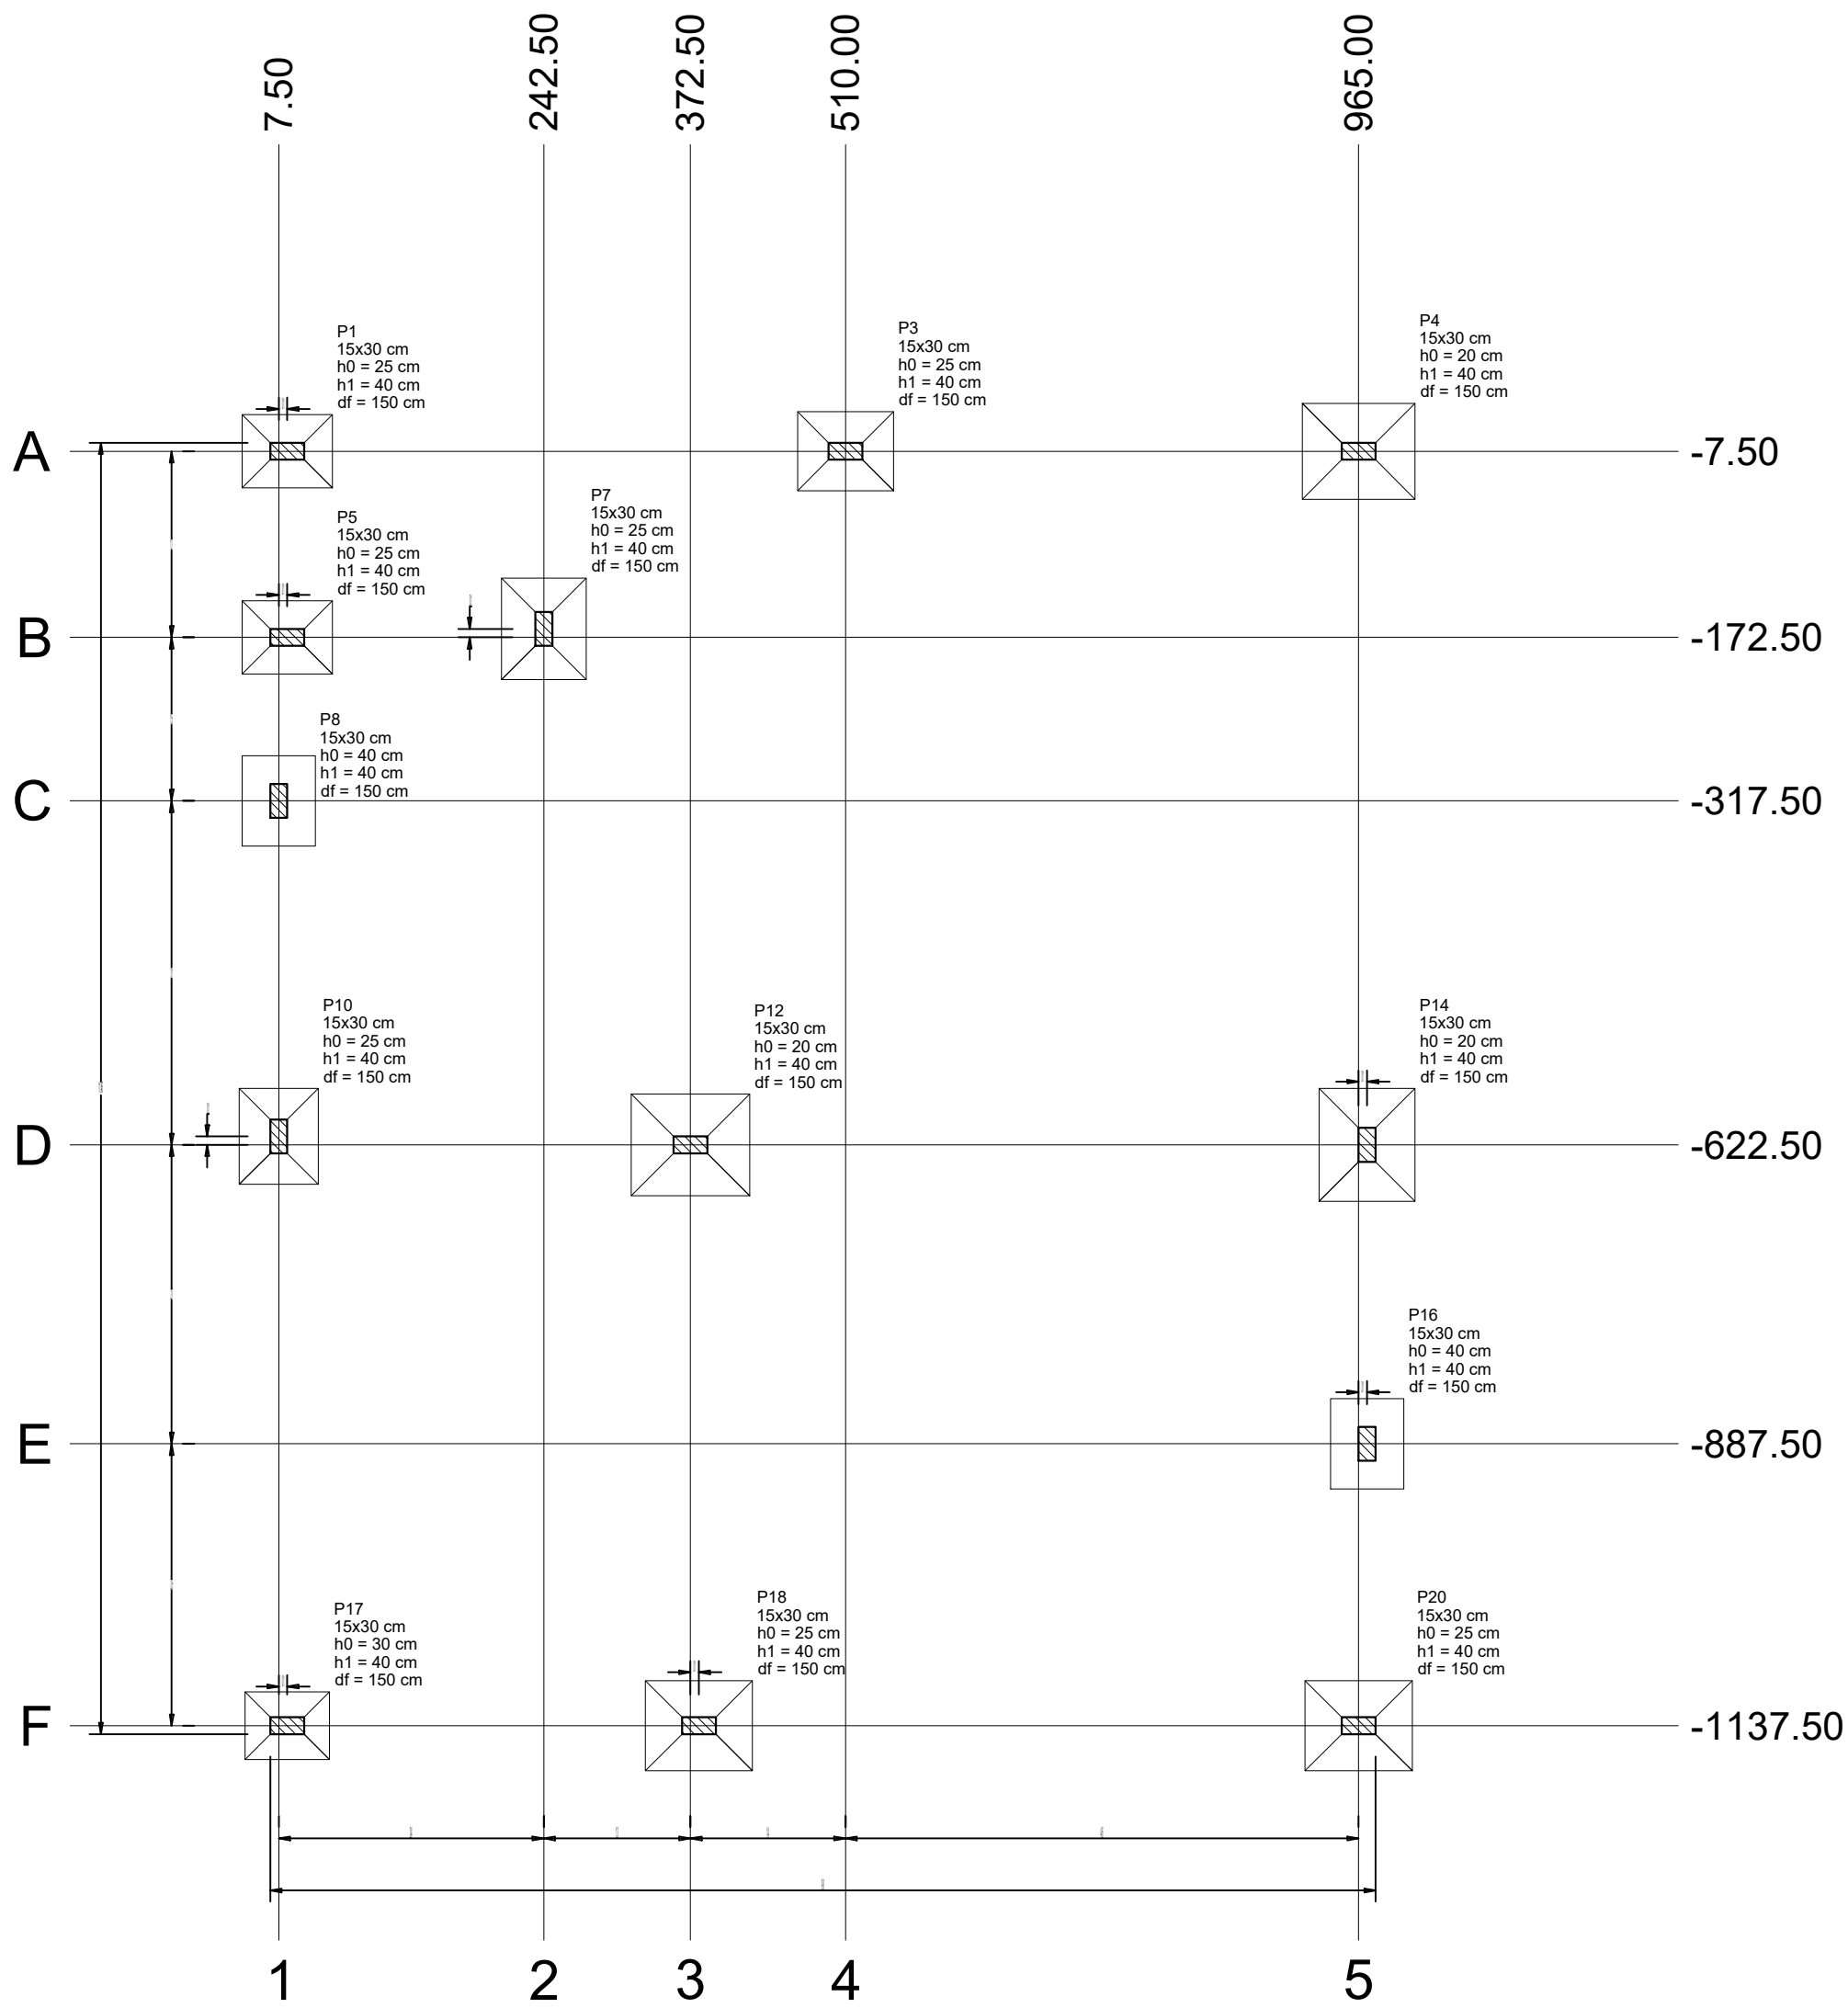 7.50
242.50
372.50
510.00
965.00
P1
15x30 cm
h0 = 25 cm
h1 = 40 cm
df = 150 cm
P3
15x30 cm
h0 = 25 cm
h1 = 40 cm
df = 150 cm
P4
15x30 cm
h0 = 20 cm
h1 = 40 cm
df = 150 cm
A
-7.50
P5
15x30 cm
h0 = 25 cm
h1 = 40 cm
df = 150 cm
P7
15x30 cm
h0 = 25 cm
h1 = 40 cm
df = 150 cm
B
-172.50
P8
15x30 cm
h0 = 40 cm
h1 = 40 cm
df = 150 cm
C
-317.50
P10
15x30 cm
h0 = 25 cm
h1 = 40 cm
df = 150 cm
P12
15x30 cm
h0 = 20 cm
h1 = 40 cm
df = 150 cm
P14
15x30 cm
h0 = 20 cm
h1 = 40 cm
df = 150 cm
D
-622.50
P16
15x30 cm
h0 = 40 cm
h1 = 40 cm
df = 150 cm
E
-887.50
P17
15x30 cm
h0 = 30 cm
h1 = 40 cm
df = 150 cm
P18
15x30 cm
h0 = 25 cm
h1 = 40 cm
df = 150 cm
P20
15x30 cm
h0 = 25 cm
h1 = 40 cm
df = 150 cm
F
-1137.50
1
2
3
4
5